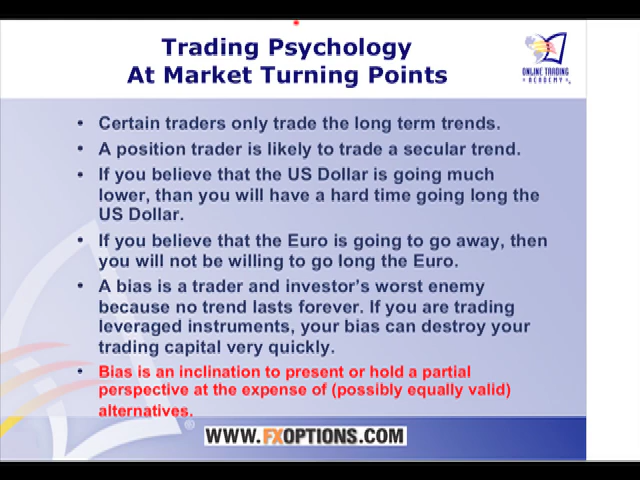 Trading Psychology
At Market Turning Points
ONLINE TRADING
ACADEMY
• Certain traders only trade the long term trends.
• A position trader is likely to trade a secular trend.
• If you believe that the US Dollar is going much
lower, than you will have a hard time going long the
US Dollar.
• If you believe that the Euro is going to go away, then
you will not be willing to go long the Euro.
• A bias is a trader and investor's worst enemy
because no trend lasts forever. If you are trading
leveraged instruments, your bias can destroy your
trading capital very quickly.
• Bias is an inclination to present or hold a partial
perspective at the expense of (possibly equally valid)
alternatives.
WWW.FXOPTIONS.COM